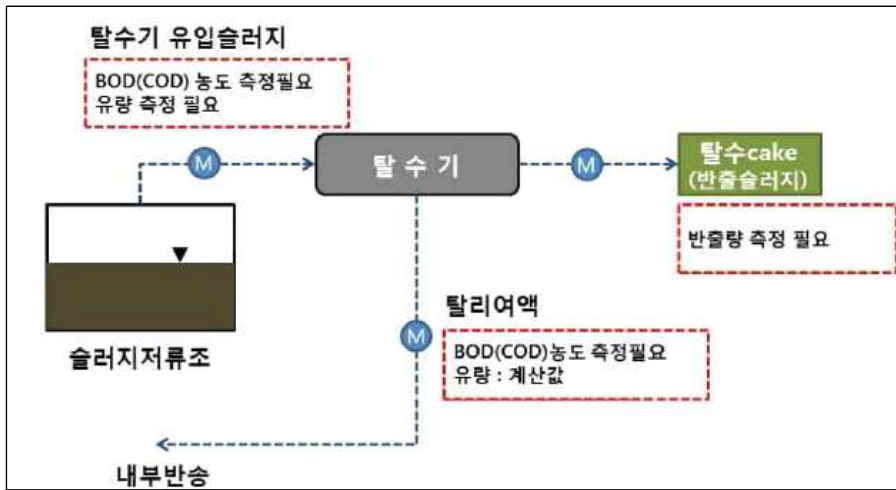 탈수기 유입슬러지
BOD(COD) 농도 측정필요
유량 측정 필요
M
탈 수 기
M
탈수cake
(반출슬러지)
반출량 측정 필요
슬러지저류조
탈리여액
M
BOD(COD)농도 측정필요
유량 : 계산값
내부반송